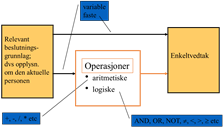 variable
faste
Relevant
beslutnings-
grunnlag;
dvs opplysn.
om den aktuelle
personen
Enkeltvedtak
Operasjoner
• aritmetiske
• logiske
+, -, /, * etc
AND, OR, NOT, =, <, >, ≥ etc